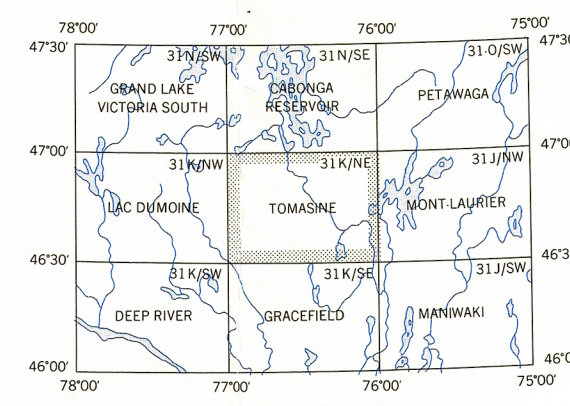 78°00' 77°00' 76°00' 75°00'
47°30' 31 N/SW 31 N/SE 31·O/SW 47°30'
GRAND LAKE
VICTORIA SOUTH
CABONGA
RESERVOIR
PETAWAGA
47°00' 31 K/NW 31 K/NE 31 J/NW 47°00'
LAC DUMOINE TOMASINE MONT-LAURIER
46°30' 31 K/SW 31 K/SE 31 J/SW 46°3
DEEP RIVER GRACEFIELD MANIWAKI
46°00' 46°00'
78°00' 77°00' 76°00' 75°00'